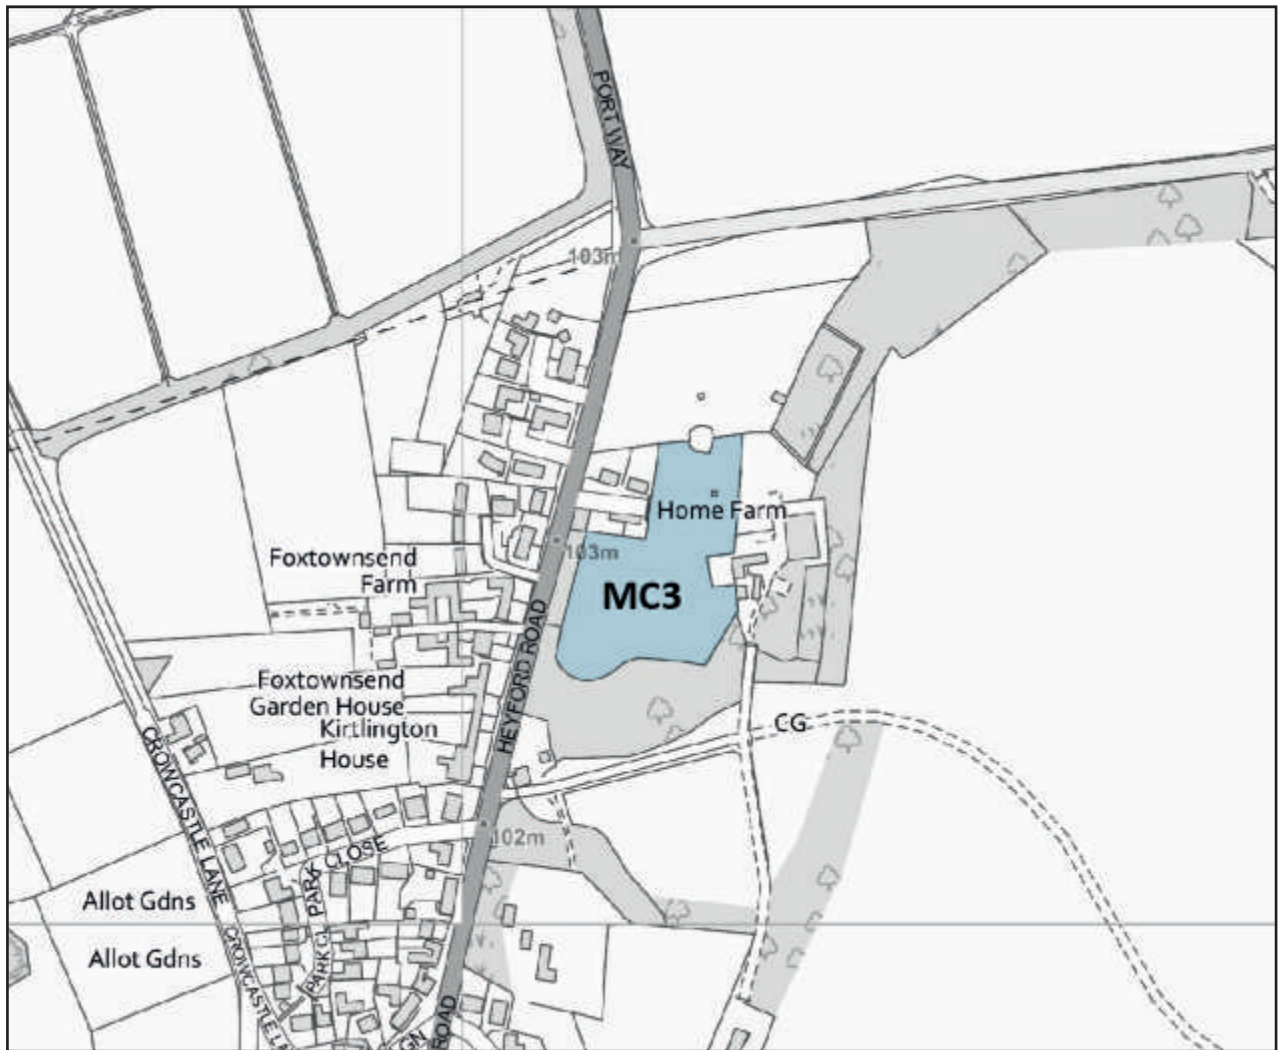 PORT WAY
103m
Home Farm
103m
Foxtownsend
Farm
MC3
HEYFORD ROAD
Foxtownsend
Garden House
Kirtlington
House
CG
CROWCASTLE LANE
102m
PARK CLOSE
Allot Gdns
Allot Gdns
CROWCASTLE LA
PARK CL
ROAD
GN